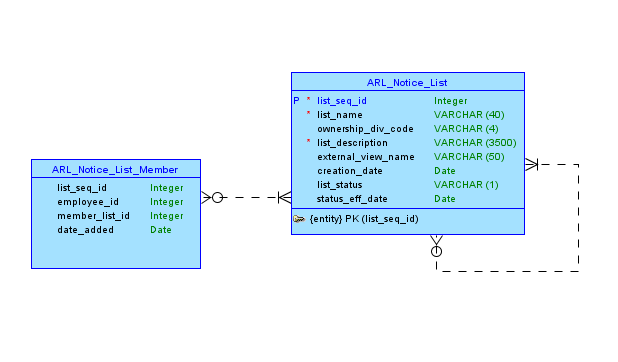 ARL_Notice_List
P * list_seq_id Integer
* list_name VARCHAR (40)
ownership_div_code VARCHAR (4)
* list_description VARCHAR (3500)
external_view_name VARCHAR (50)
creation_date Date
list_status VARCHAR (1)
status_eff_date Date
{entity} PK (list_seq_id)
ARL_Notice_List_Member
list_seq_id Integer
employee_id Integer
member_list_id Integer
date_added Date